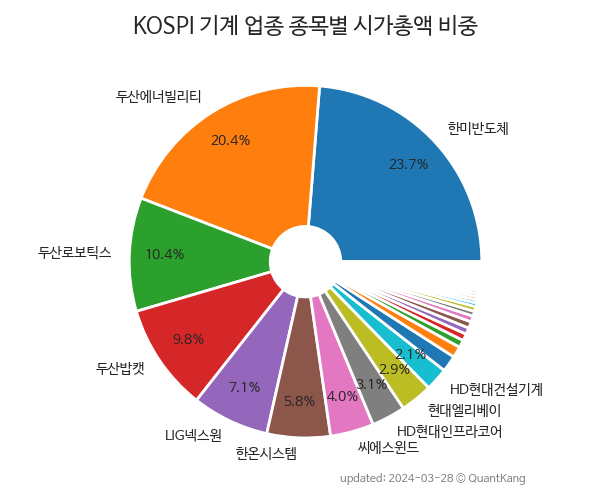 KOSPI 기계 업종 종목별 시가총액 비중
한미반도체
23.7%
두산에너빌리티
20.4%
두산로보틱스
10.4%
두산밥캣
9.8%
LIG넥스원
7.1%
한온시스템
5.8%
씨에스윈드
4.0%
HD현대인프라코어
3.1%
현대엘리베이
2.9%
HD현대건설기계
2.1%
updated: 2024-03-28 © QuantKang